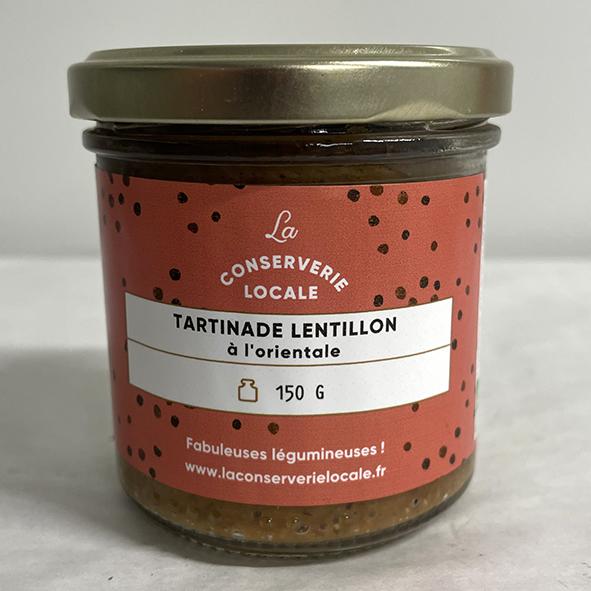 La
CONSERVERIE
LOCALE
TARTINADE LENTILLON
à l'orientale
150 G
Fabuleuses légumineuses !
www.laconserverielocale.fr